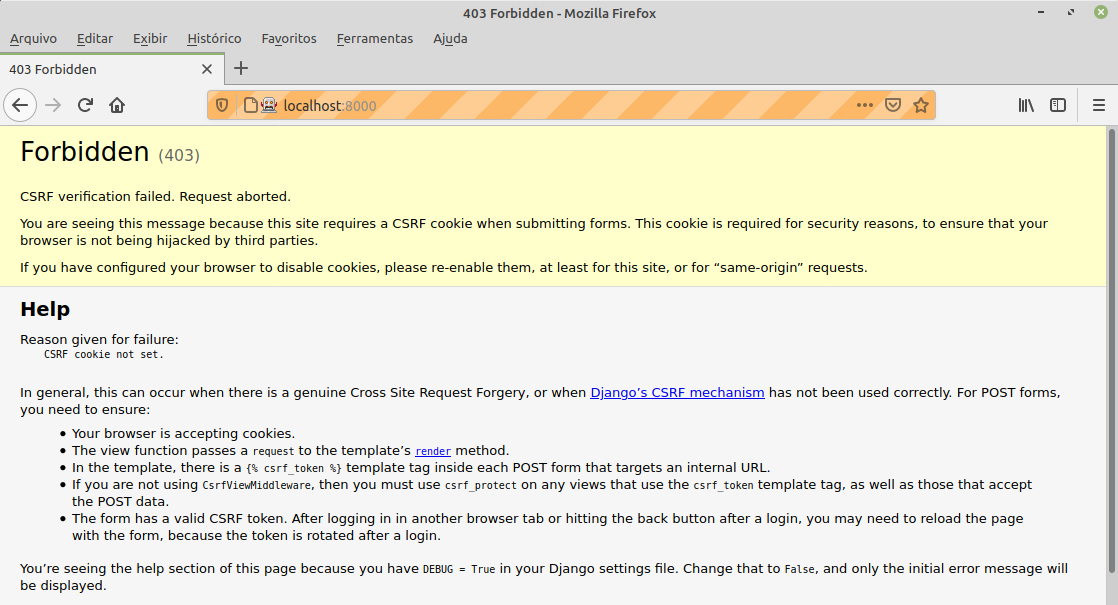 403 Forbidden - Mozilla Firefox
Arquivo Editar Exibir Histórico Favoritos Ferramentas Ajuda
403 Forbidden
localhost:8000
Forbidden (403)
CSRF verification failed. Request aborted.
You are seeing this message because this site requires a CSRF cookie when submitting forms. This cookie is required for security reasons, to ensure that your
browser is not being hijacked by third parties.
If you have configured your browser to disable cookies, please re-enable them, at least for this site, or for “same-origin” requests.
Help
Reason given for failure:
CSRF cookie not set.
In general, this can occur when there is a genuine Cross Site Request Forgery, or when Django’s CSRF mechanism has not been used correctly. For POST forms,
you need to ensure:
• Your browser is accepting cookies.
• The view function passes a request to the template’s render method.
• In the template, there is a {% csrf_token %} template tag inside each POST form that targets an internal URL.
• If you are not using CsrfViewMiddleware, then you must use csrf_protect on any views that use the csrf_token template tag, as well as those that accept
the POST data.
• The form has a valid CSRF token. After logging in in another browser tab or hitting the back button after a login, you may need to reload the page
with the form, because the token is rotated after a login.
You’re seeing the help section of this page because you have DEBUG = True in your Django settings file. Change that to False, and only the initial error message will
be displayed.